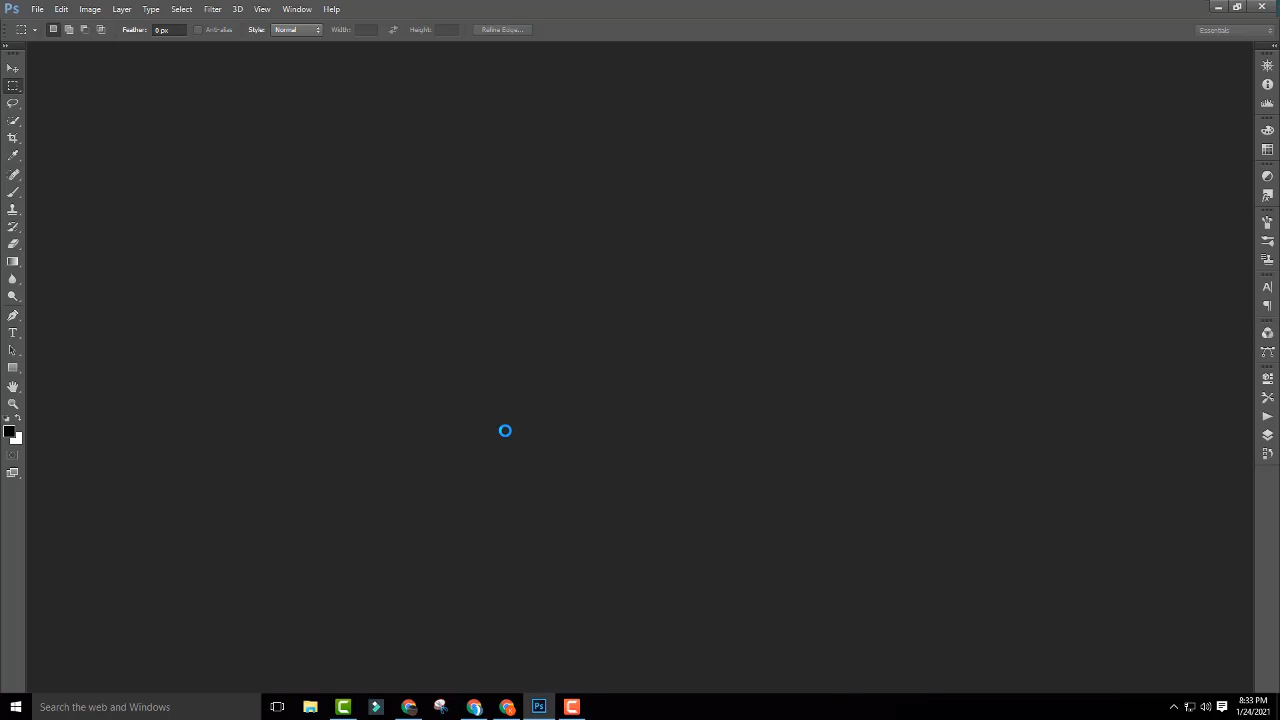 Ps File Edit Image Layer Type Select Filter 3D View Window Help
Feather: 0 px Anti-alias Style: Normal Width: Height: Refine Edge... Essentials
T
A
¶
Search the web and Windows Ps 8:33 PM
1/24/2021